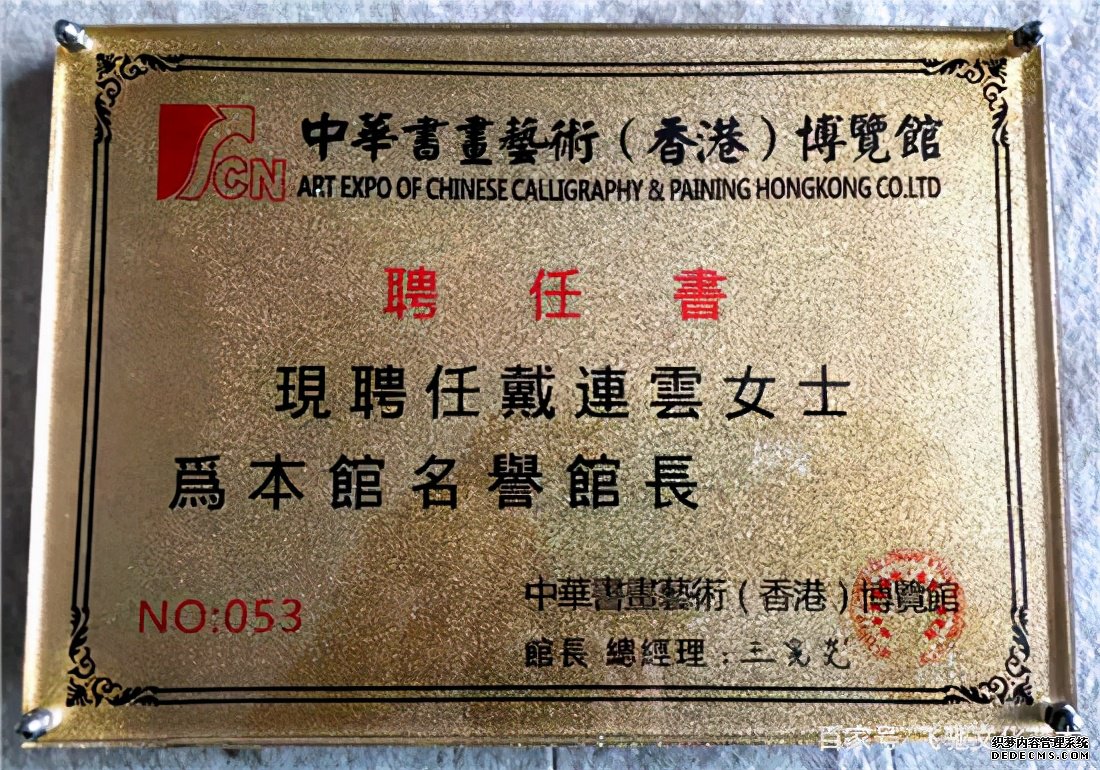 CN
中華書畫藝術（香港）博覽館
ART EXPO OF CHINESE CALLIGRAPHY & PAINING HONGKONG CO.LTD
聘任書
現聘任戴連雲女士
爲本館名譽館長
NO:053
中華書畫藝術（香港）博覽館
館長 總經理：
百家号
织梦内容管理系统
DEDECMS.COM